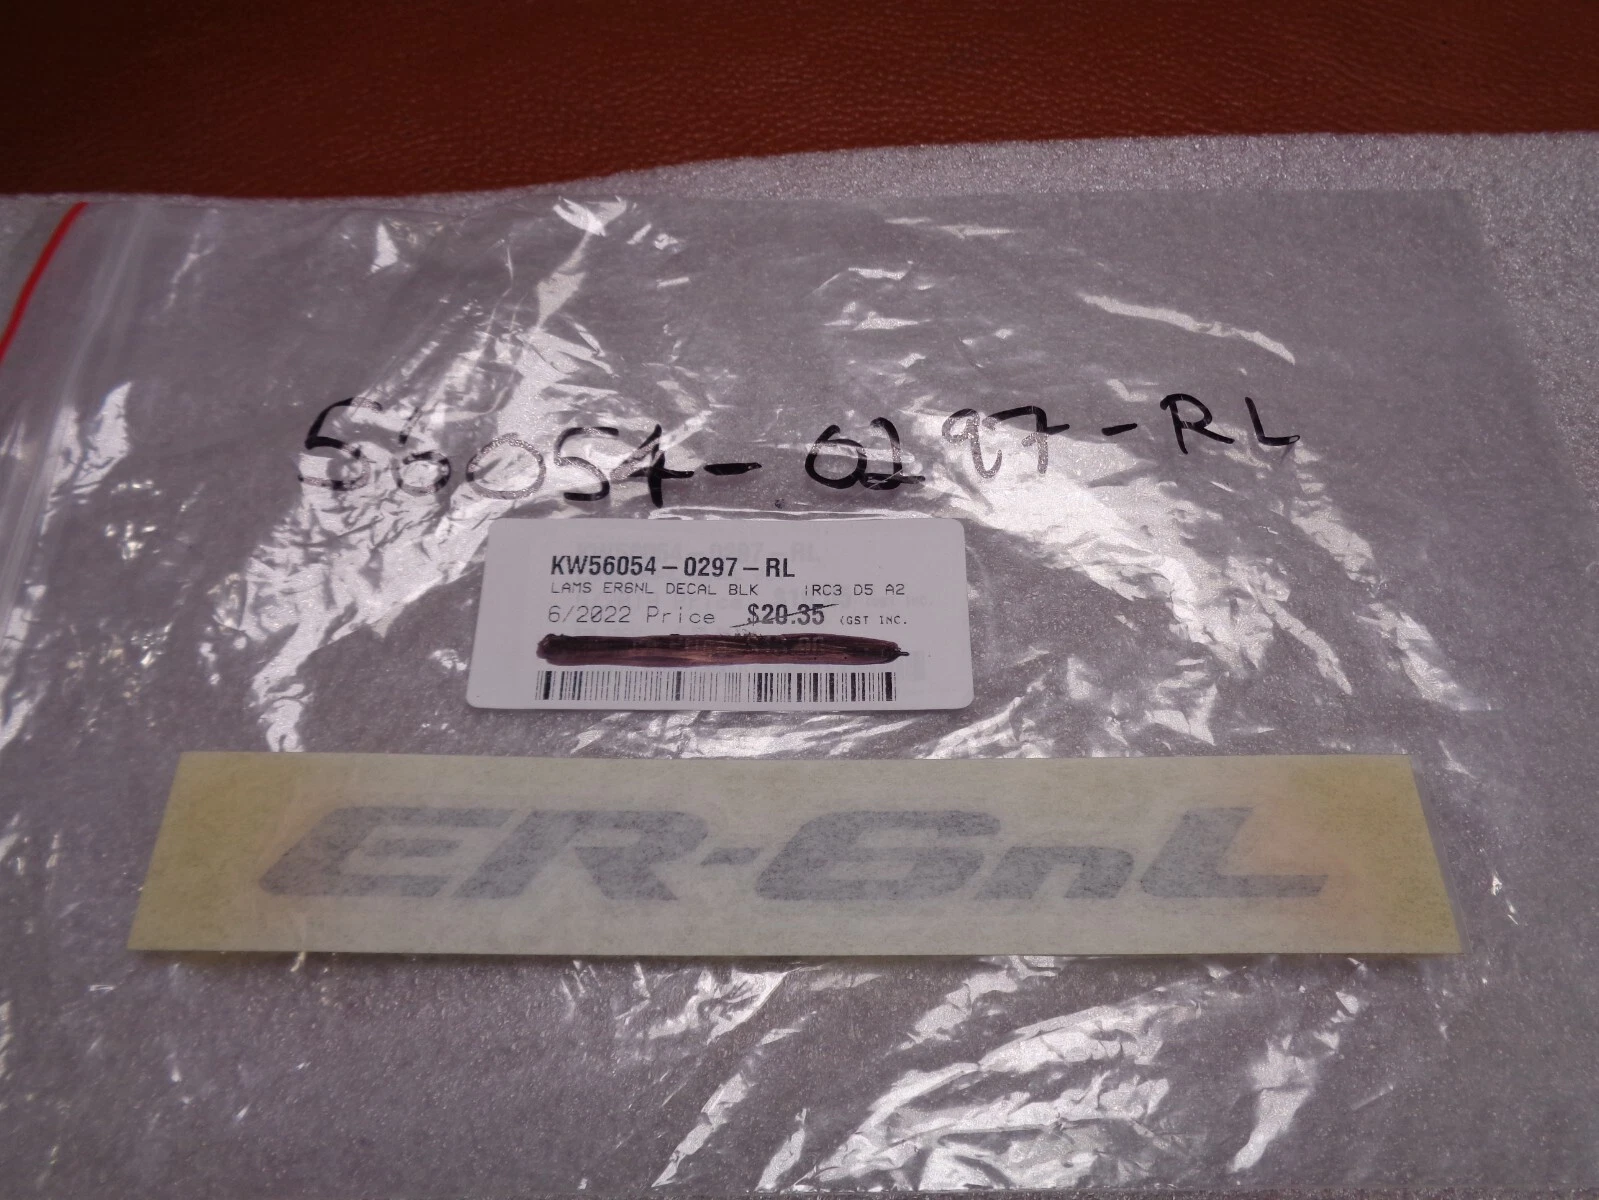 56054-0297-RL
KW56054-0297-RL
LAMS ER6NL DECAL BLK IRC3 D5 A2
6/2022 Price $20.35 (GST INC.
ER-6nL